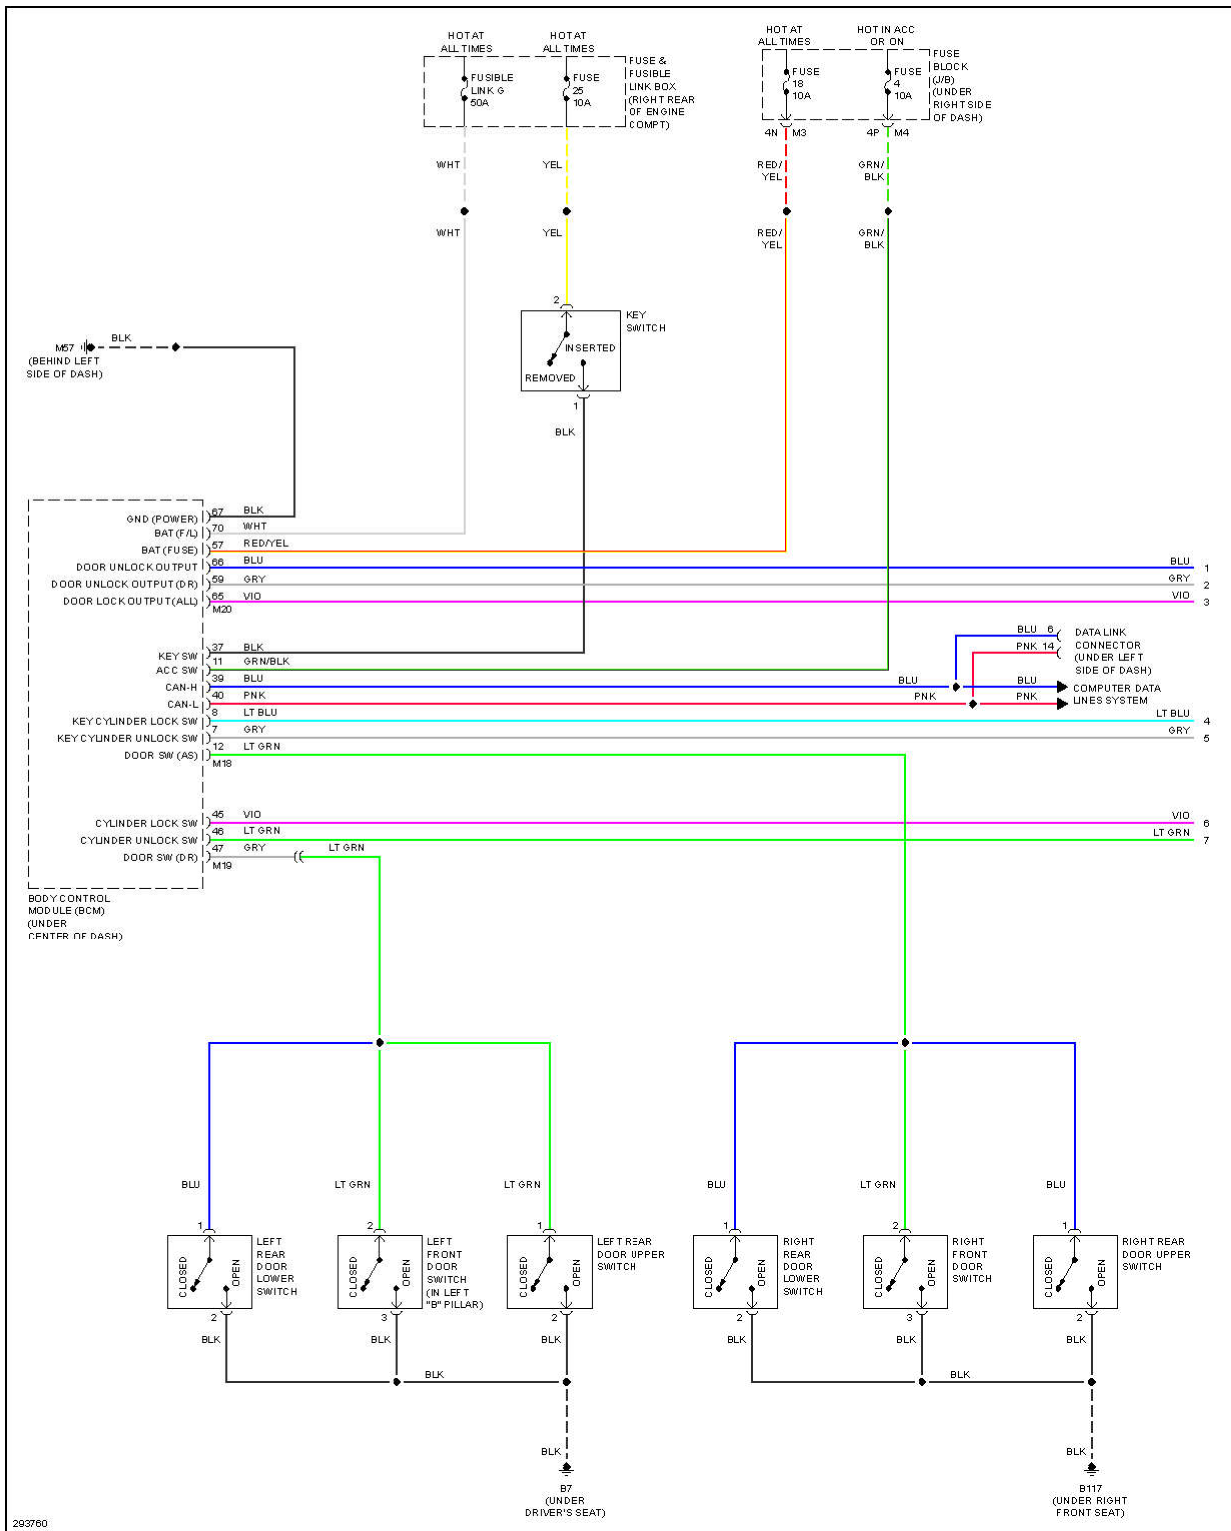 HOT AT
ALL TIMES
HOT AT
ALL TIMES
HOT AT
ALL TIMES
HOT IN ACC
OR ON
FUSIBLE
LINK G
50A
FUSE
25
10A
FUSE &
FUSIBLE
LINK BOX
(RIGHT REAR
OF ENGINE
COMPT)
FUSE
18
10A
FUSE
4
10A
FUSE
BLOCK
(J/B)
(UNDER
RIGHT SIDE
OF DASH)
4N M3
4P M4
WHT
YEL
RED/
YEL
GRN/
BLK
WHT
YEL
RED/
YEL
GRN/
BLK
2
KEY
SWITCH
INSERTED
REMOVED
1
BLK
M57
BLK
(BEHIND LEFT
SIDE OF DASH)
GND (POWER) 67 BLK
BAT (F/L) 70 WHT
BAT (FUSE) 57 RED/YEL
DOOR UNLOCK OUTPUT 66 BLU BLU 1
DOOR UNLOCK OUTPUT (DR) 59 GRY GRY 2
DOOR LOCK OUTPUT (ALL) 65 VIO VIO 3
M20
KEY SW 37 BLK
ACC SW 11 GRN/BLK
CAN-H 39 BLU BLU BLU
CAN-L 40 PNK PNK PNK
BLU 6
PNK 14
DATA LINK
CONNECTOR
(UNDER LEFT
SIDE OF DASH)
COMPUTER DATA
LINES SYSTEM
KEY CYLINDER LOCK SW 8 LT BLU LT BLU 4
KEY CYLINDER UNLOCK SW 7 GRY GRY 5
DOOR SW (AS) 12 LT GRN
M18
CYLINDER LOCK SW 45 VIO VIO 6
CYLINDER UNLOCK SW 46 LT GRN LT GRN 7
DOOR SW (DR) 47 GRY LT GRN
M19
BODY CONTROL
MODULE (BCM)
(UNDER
CENTER OF DASH)
BLU
LT GRN
LT GRN
BLU
LT GRN
BLU
1
CLOSED
OPEN
2
LEFT
REAR
DOOR
LOWER
SWITCH
2
CLOSED
OPEN
3
LEFT
FRONT
DOOR
SWITCH
(IN LEFT
"B" PILLAR)
1
CLOSED
OPEN
2
LEFT REAR
DOOR UPPER
SWITCH
1
CLOSED
OPEN
2
RIGHT
REAR
DOOR
LOWER
SWITCH
2
CLOSED
OPEN
3
RIGHT
FRONT
DOOR
SWITCH
1
CLOSED
OPEN
2
RIGHT REAR
DOOR UPPER
SWITCH
BLK
BLK
BLK
BLK
BLK
BLK
BLK
BLK
BLK
BLK
B7
(UNDER
DRIVER'S SEAT)
B117
(UNDER RIGHT
FRONT SEAT)
293760